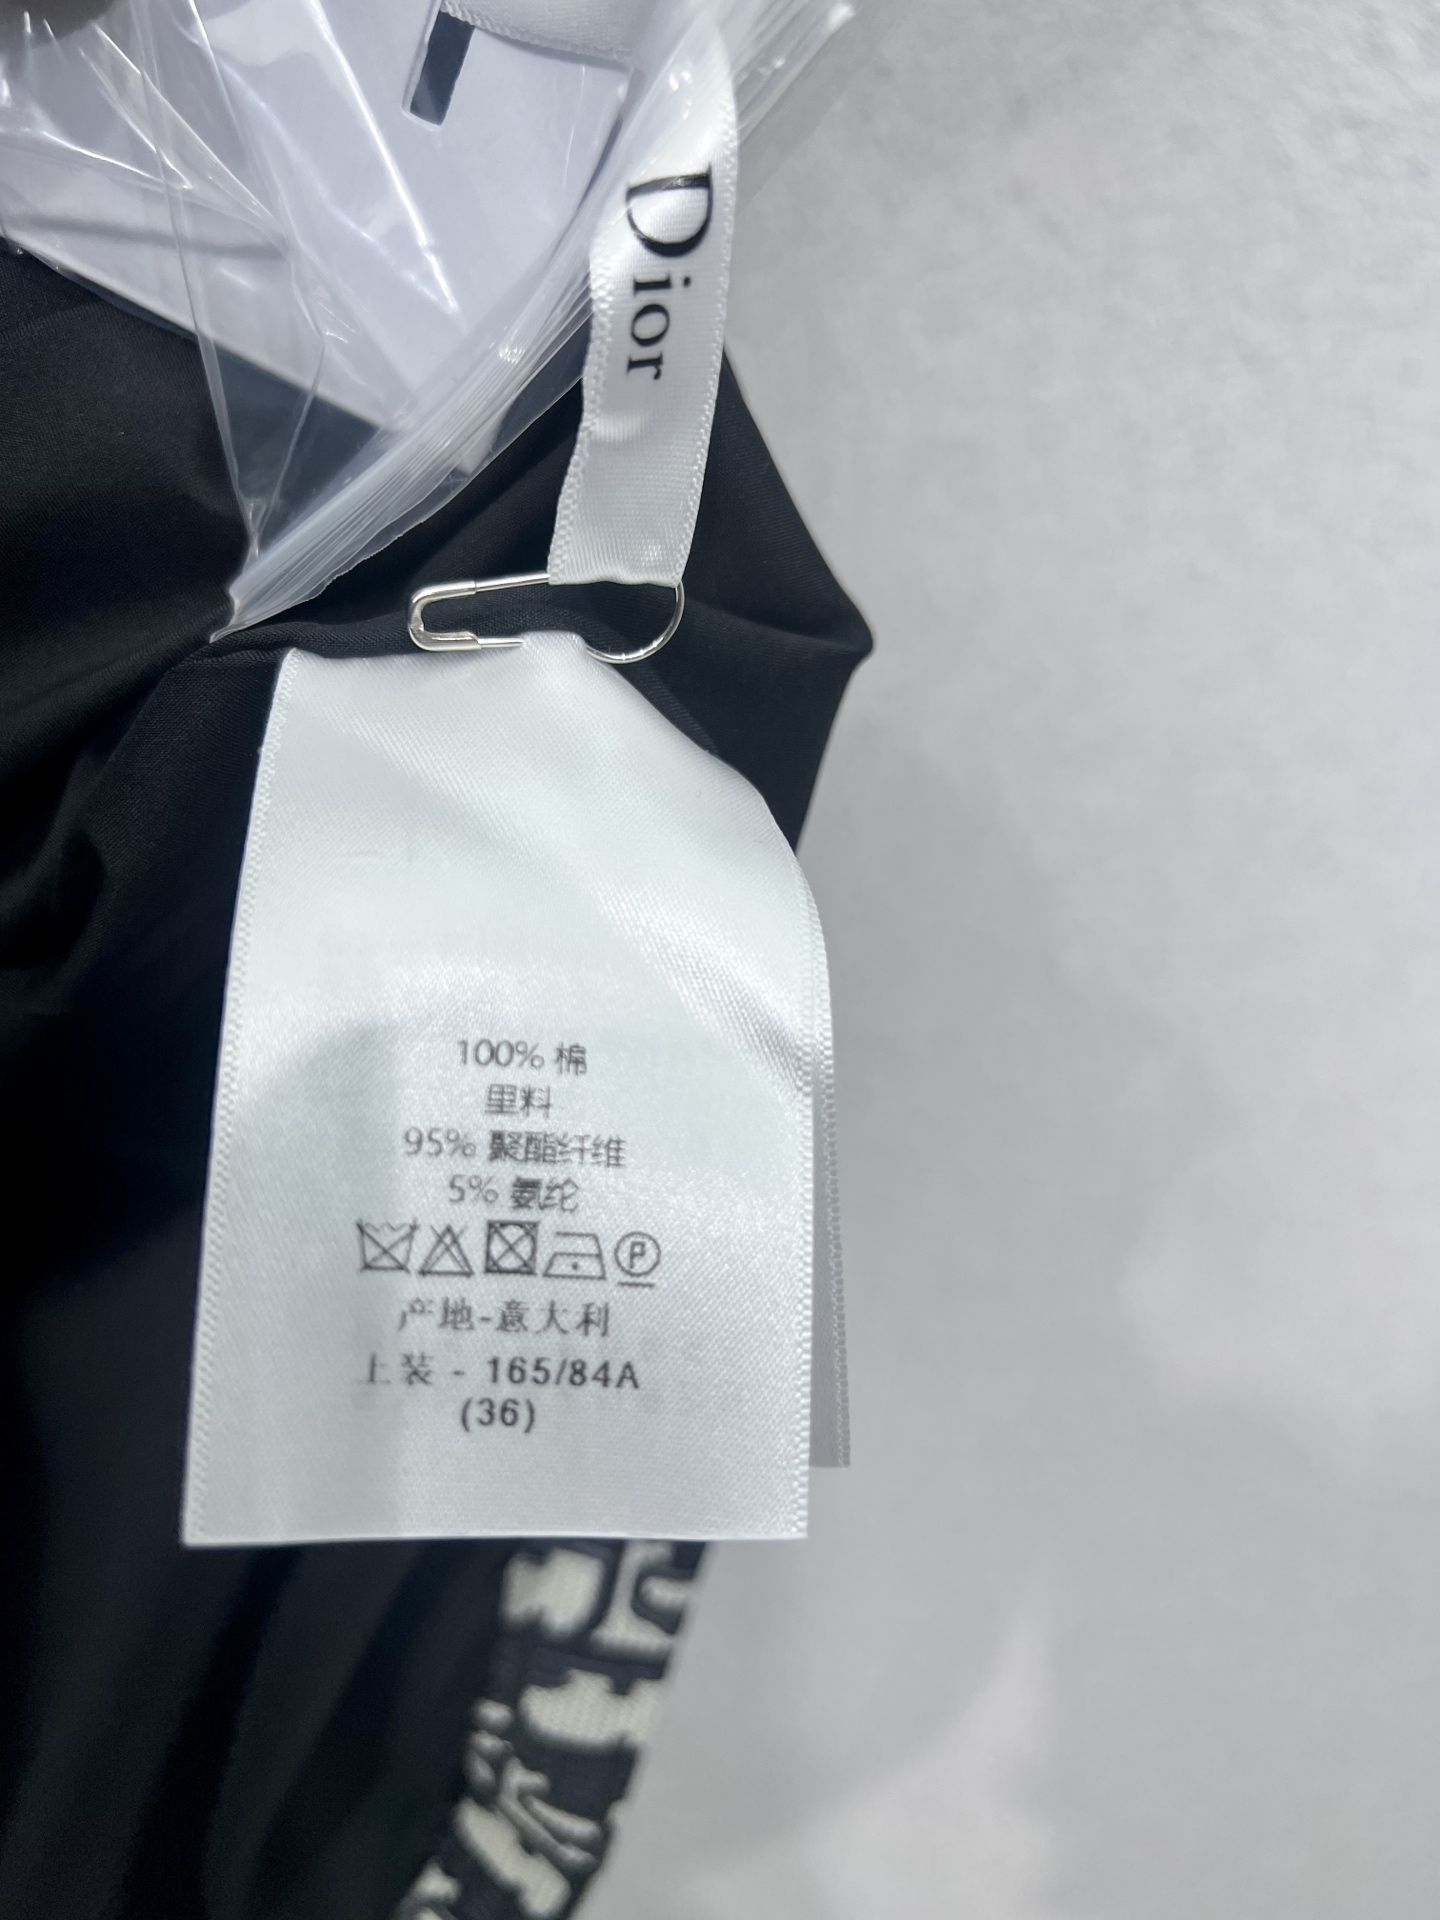 Dior
100% 棉
里料
95% 聚酯纤维
5% 氨纶
P
产地-意大利
上装 - 165/84A
(36)